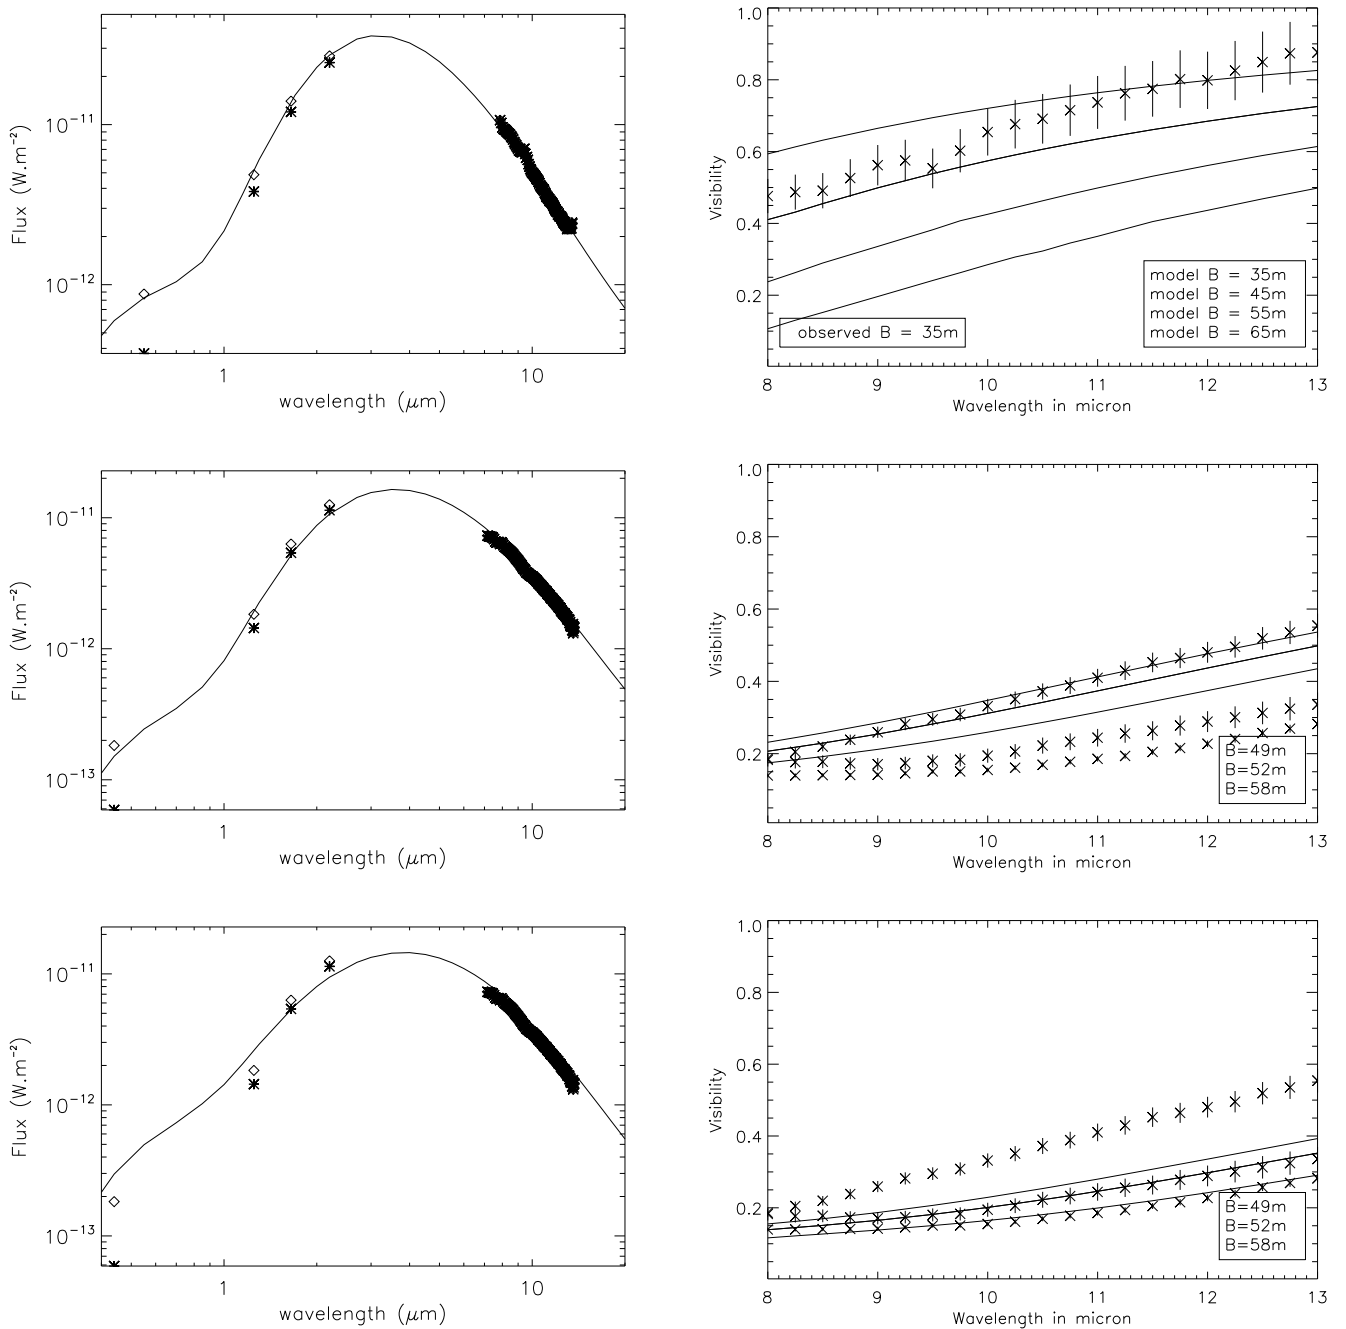 Flux (W.m⁻²)
10⁻¹¹
10⁻¹²
1
10
wavelength (μm)
Visibility
1.0
0.8
0.6
0.4
0.2
model B = 35m
model B = 45m
model B = 55m
model B = 65m
observed B = 35m
8
9
10
11
12
13
Wavelength in micron
Flux (W.m⁻²)
10⁻¹¹
10⁻¹²
10⁻¹³
1
10
wavelength (μm)
Visibility
1.0
0.8
0.6
0.4
0.2
B=49m
B=52m
B=58m
8
9
10
11
12
13
Wavelength in micron
Flux (W.m⁻²)
10⁻¹¹
10⁻¹²
10⁻¹³
1
10
wavelength (μm)
Visibility
1.0
0.8
0.6
0.4
0.2
B=49m
B=52m
B=58m
8
9
10
11
12
13
Wavelength in micron